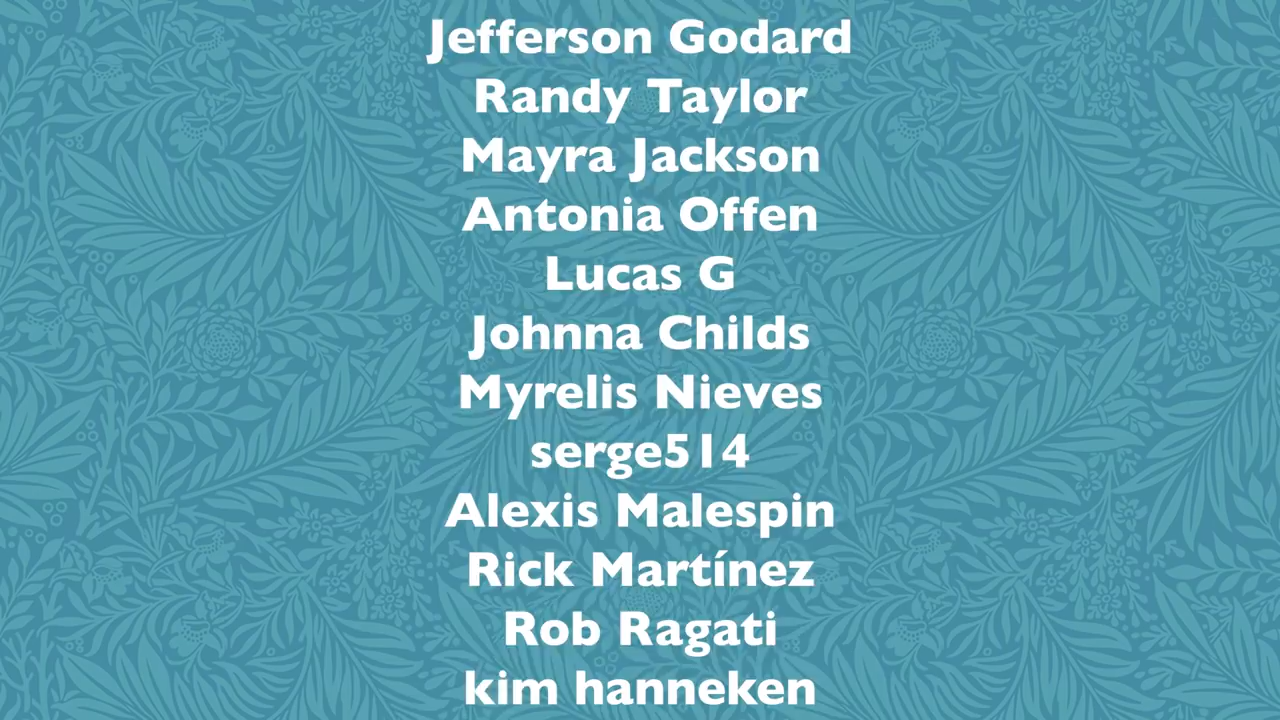 Jefferson Godard
Randy Taylor
Mayra Jackson
Antonia Offen
Lucas G
Johnna Childs
Myrelis Nieves
serge514
Alexis Malespin
Rick Martínez
Rob Ragati
kim hanneken